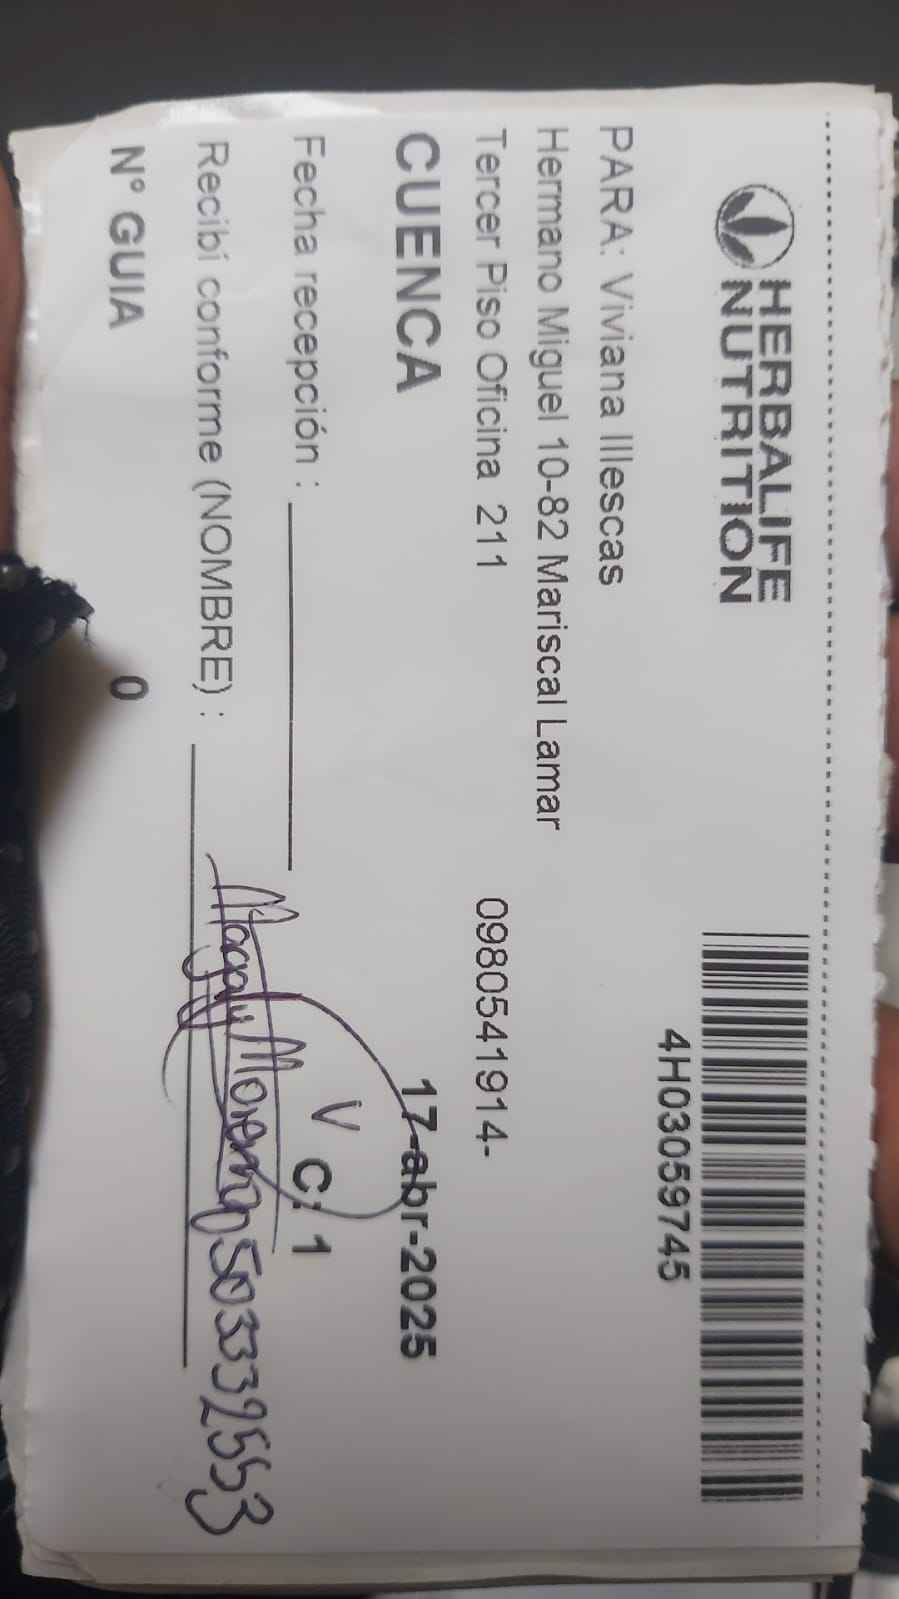 HERBALIFE
NUTRITION
4H03059745
PARA: Viviana Illescas
Hermano Miguel 10-82 Mariscal Lamar
Tercer Piso Oficina 211 0980541914-
CUENCA 17-abr-2025
V
Fecha recepción : C: 1
Recibí conforme (NOMBRE) : Magaly
N° GUIA 0